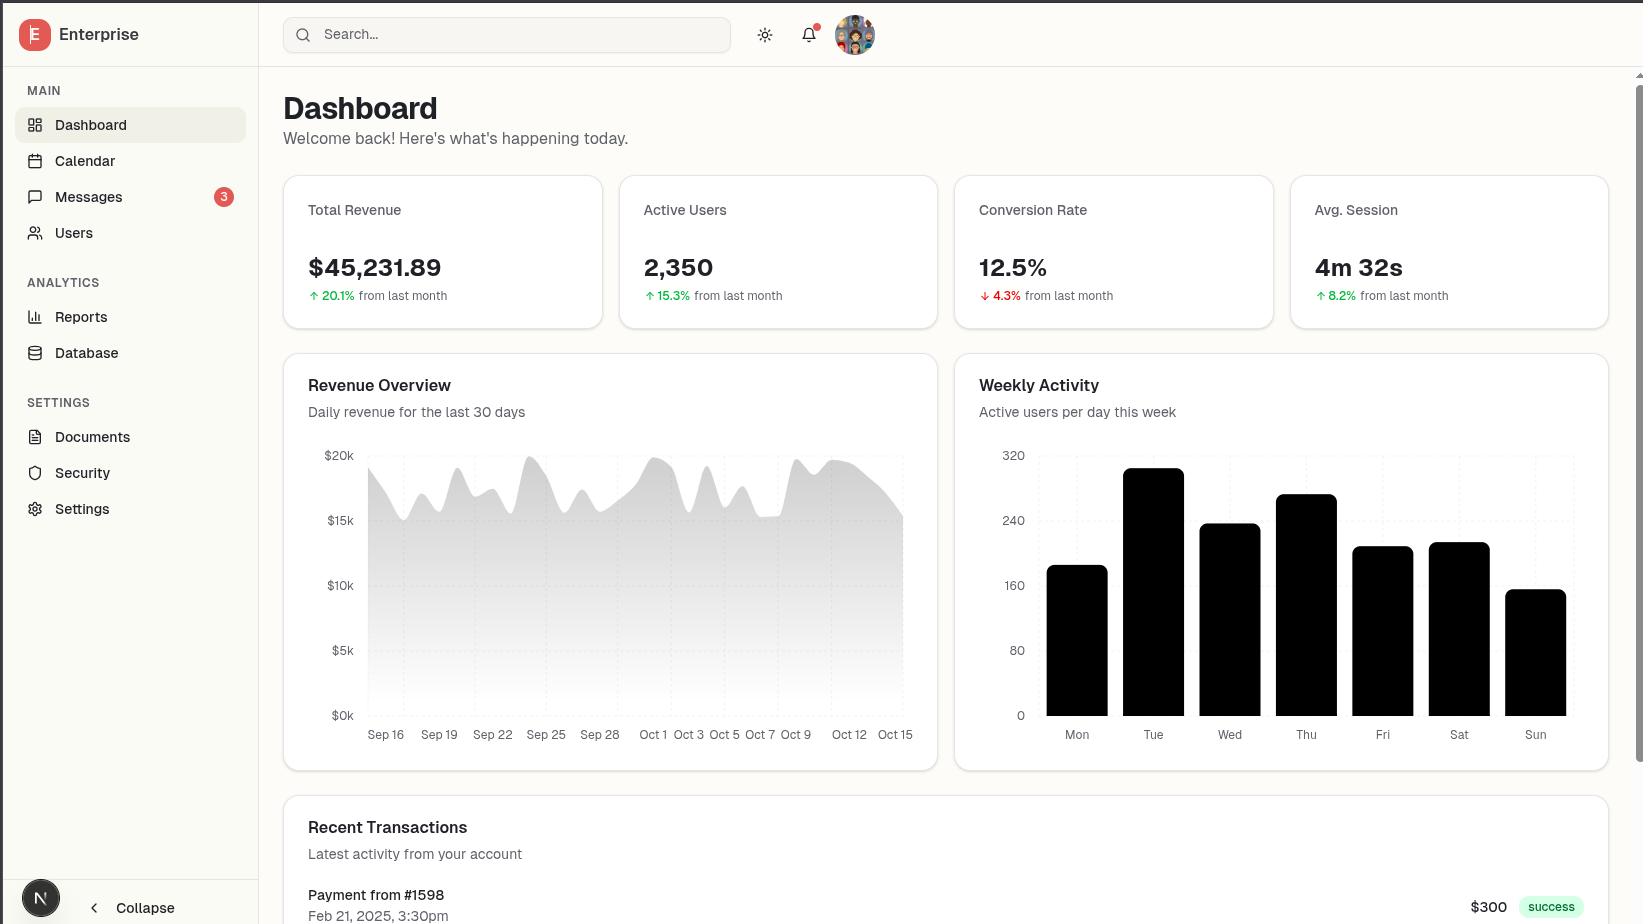 E Enterprise
Search...
MAIN
Dashboard
Calendar
Messages 3
Users
ANALYTICS
Reports
Database
SETTINGS
Documents
Security
Settings
N
Collapse
Dashboard
Welcome back! Here's what's happening today.
Total Revenue
$45,231.89
↑ 20.1% from last month
Active Users
2,350
↑ 15.3% from last month
Conversion Rate
12.5%
↓ 4.3% from last month
Avg. Session
4m 32s
↑ 8.2% from last month
Revenue Overview
Daily revenue for the last 30 days
$20k
$15k
$10k
$5k
$0k
Sep 16 Sep 19 Sep 22 Sep 25 Sep 28 Oct 1 Oct 3 Oct 5 Oct 7 Oct 9 Oct 12 Oct 15
Weekly Activity
Active users per day this week
320
240
160
80
0
Mon Tue Wed Thu Fri Sat Sun
Recent Transactions
Latest activity from your account
Payment from #1598
Feb 21, 2025, 3:30pm
$300 success